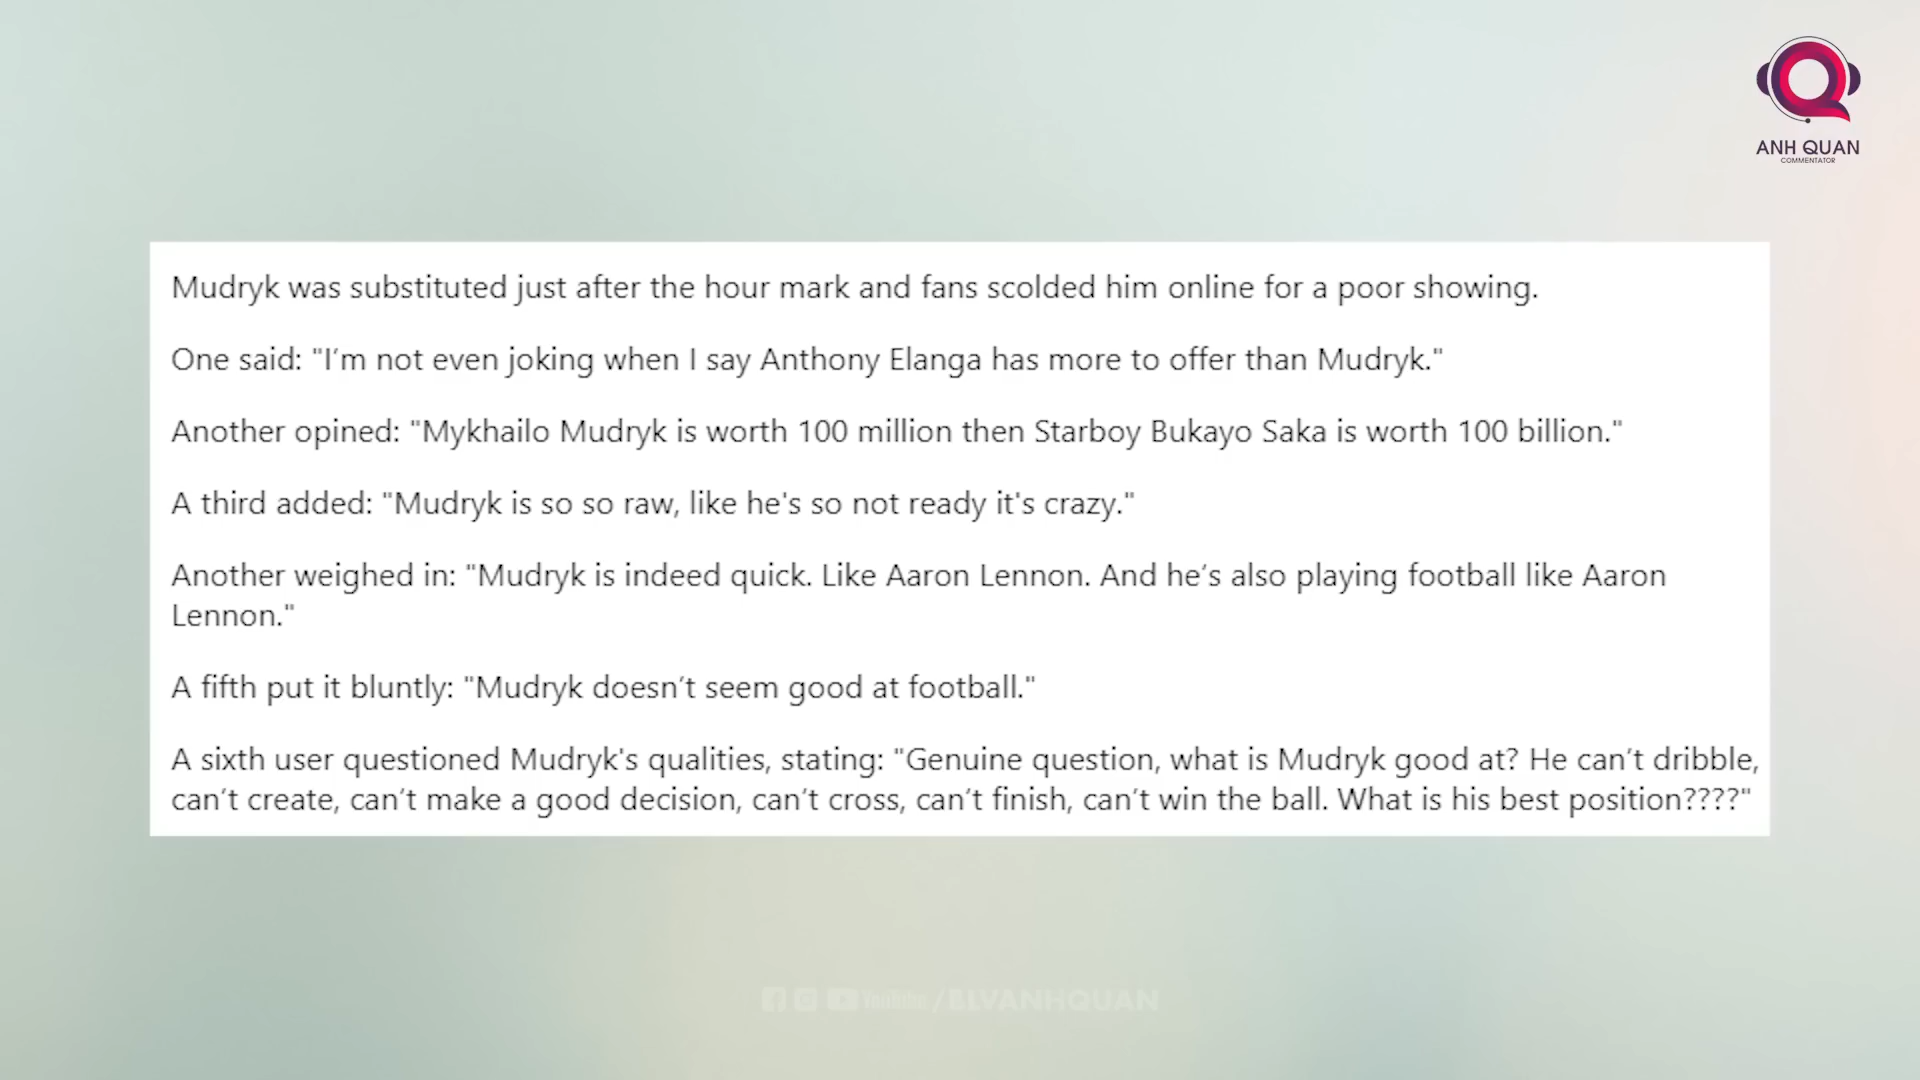 ANH QUAN
COMMENTATOR
Mudryk was substituted just after the hour mark and fans scolded him online for a poor showing.
One said: "I’m not even joking when I say Anthony Elanga has more to offer than Mudryk."
Another opined: "Mykhailo Mudryk is worth 100 million then Starboy Bukayo Saka is worth 100 billion."
A third added: "Mudryk is so so raw, like he's so not ready it's crazy."
Another weighed in: "Mudryk is indeed quick. Like Aaron Lennon. And he’s also playing football like Aaron
Lennon."
A fifth put it bluntly: "Mudryk doesn’t seem good at football."
A sixth user questioned Mudryk's qualities, stating: "Genuine question, what is Mudryk good at? He can’t dribble,
can’t create, can’t make a good decision, can’t cross, can’t finish, can’t win the ball. What is his best position????"
YouTube /BLVANHQUAN